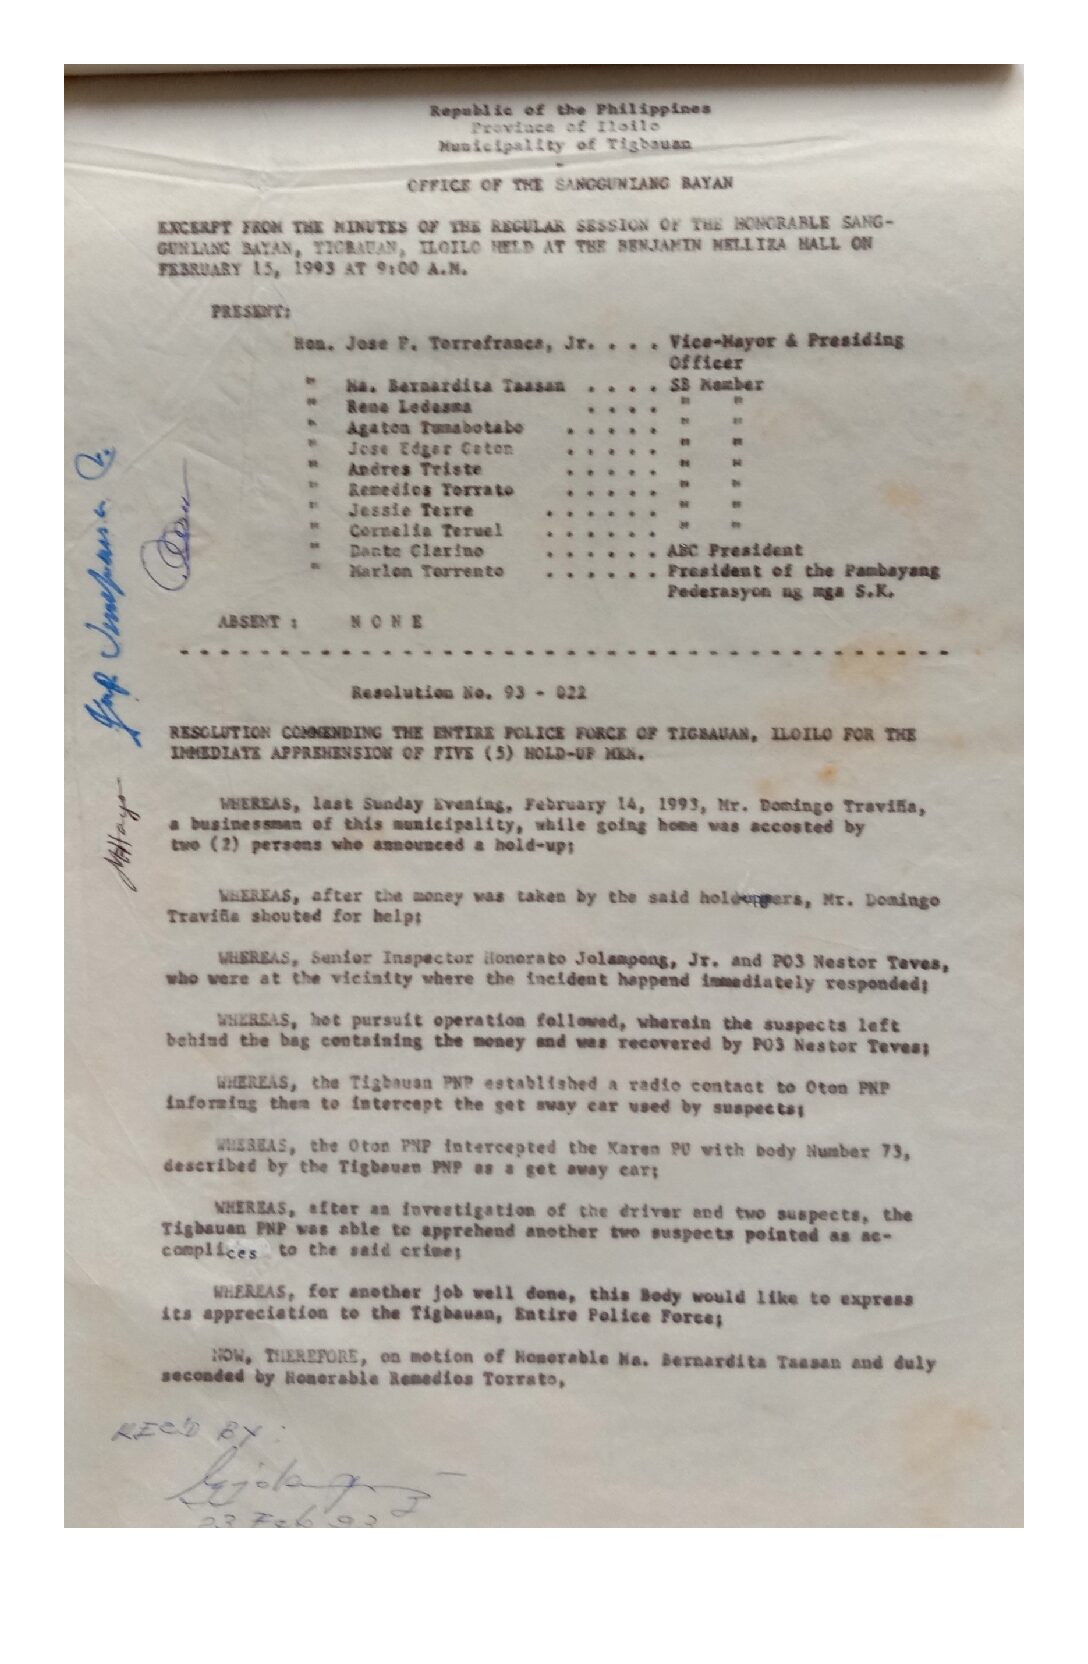 Republic of the Philippines
Province of Iloilo
Municipality of Tigbauan
-
OFFICE OF THE SANGGUNIANG BAYAN
EXCERPT FROM THE MINUTES OF THE REGULAR SESSION OF THE HONORABLE SANG-
GUNIANG BAYAN, TIGBAUAN, ILOILO HELD AT THE BENJAMIN MELLIZA HALL ON
FEBRUARY 15, 1993 AT 9:00 A.M.
PRESENT:
Hon. Jose P. Torrefranca, Jr. . . . Vice-Mayor & Presiding
Officer
" Ma. Bernardita Taasan . . . . SB Member
" Rene Ledesma . . . . " "
" Agaton Tumabotabo . . . . . " "
" Jose Edgar Caton . . . . . " "
" Andres Triste . . . . . " "
" Remedios Torrato . . . . . " "
" Jessie Terre . . . . . . " "
" Cornelia Teruel . . . . . . " "
" Dante Clarino . . . . . . ABC President
" Marlon Torrento . . . . . . President of the Pambayang
Pederasyon ng mga S.K.
ABSENT : N O N E
- - - - - - - - - - - - - - - - - - - - - - - - - - - - - - - - - - - - - -
Resolution No. 93 - 022
RESOLUTION COMMENDING THE ENTIRE POLICE FORCE OF TIGBAUAN, ILOILO FOR THE
IMMEDIATE APPREHENSION OF FIVE (5) HOLD-UP MEN.
WHEREAS, last Sunday Evening, February 14, 1993, Mr. Domingo Traviña,
a businessman of this municipality, while going home was accosted by
two (2) persons who announced a hold-up;
WHEREAS, after the money was taken by the said holduppers, Mr. Domingo
Traviña shouted for help;
WHEREAS, Senior Inspector Honorato Jolampong, Jr. and PO3 Nestor Teves,
who were at the vicinity where the incident happend immediately responded;
WHEREAS, hot pursuit operation followed, wherein the suspects left
behind the bag containing the money and was recovered by PO3 Nestor Teves;
WHEREAS, the Tigbauan PNP established a radio contact to Oton PNP
informing them to intercept the get away car used by suspects;
WHEREAS, the Oton PNP intercepted the Karen PU with body Number 73,
described by the Tigbauan PNP as a get away car;
WHEREAS, after an investigation of the driver and two suspects, the
Tigbauan PNP was able to apprehend another two suspects pointed as ac-
complices to the said crime;
WHEREAS, for another job well done, this Body would like to express
its appreciation to the Tigbauan, Entire Police Force;
NOW, THEREFORE, on motion of Honorable Ma. Bernardita Taasan and duly
seconded by Honorable Remedios Torrato,
REC'D BY:
23 Feb 93